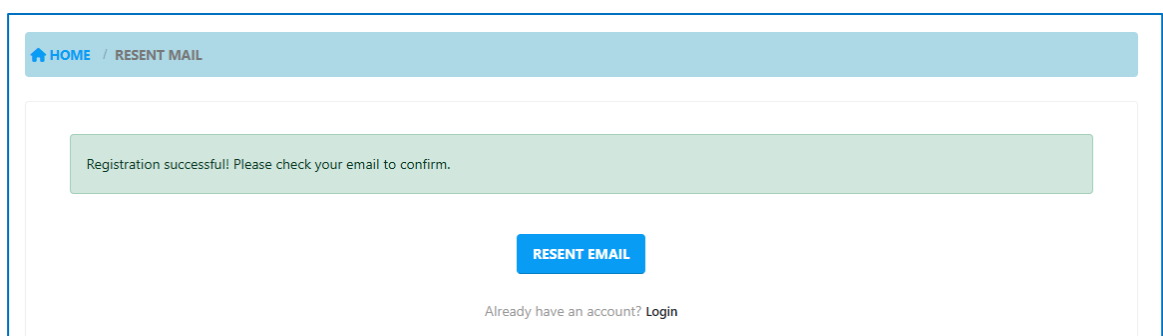 HOME / RESENT MAIL
Registration successful! Please check your email to confirm.
RESENT EMAIL
Already have an account? Login